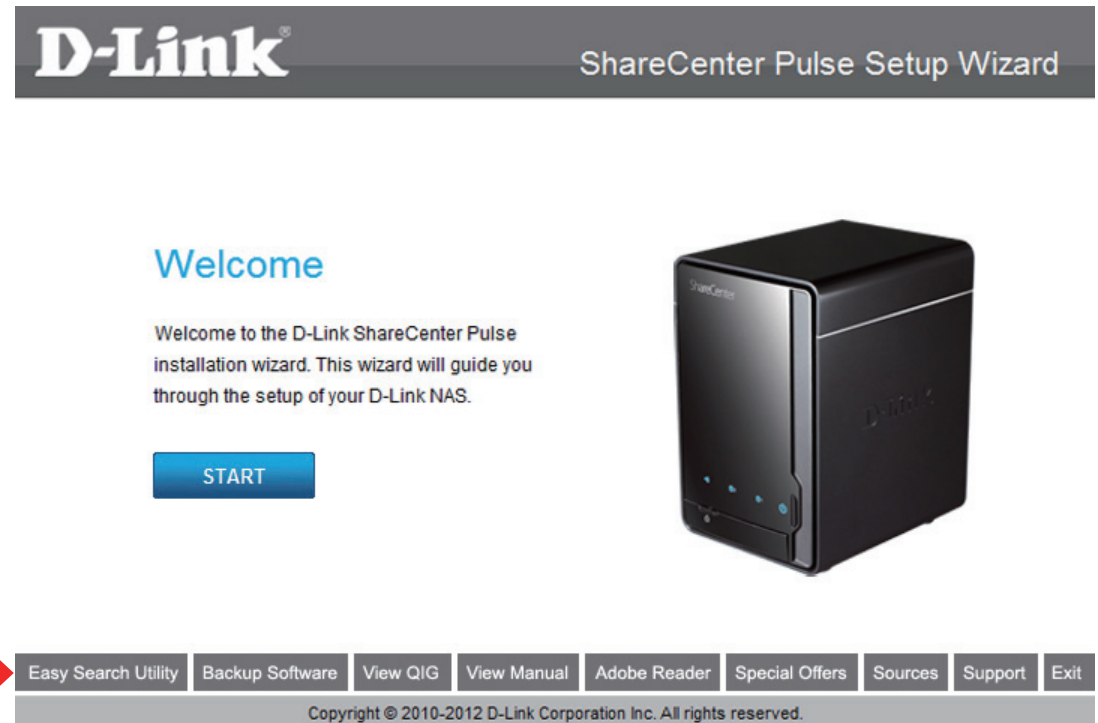 D-Link®
ShareCenter Pulse Setup Wizard
Welcome
Welcome to the D-Link ShareCenter Pulse
installation wizard. This wizard will guide you
through the setup of your D-Link NAS.
START
ShareCenter
D-Link
Easy Search Utility Backup Software View QIG View Manual Adobe Reader Special Offers Sources Support Exit
Copyright © 2010-2012 D-Link Corporation Inc. All rights reserved.